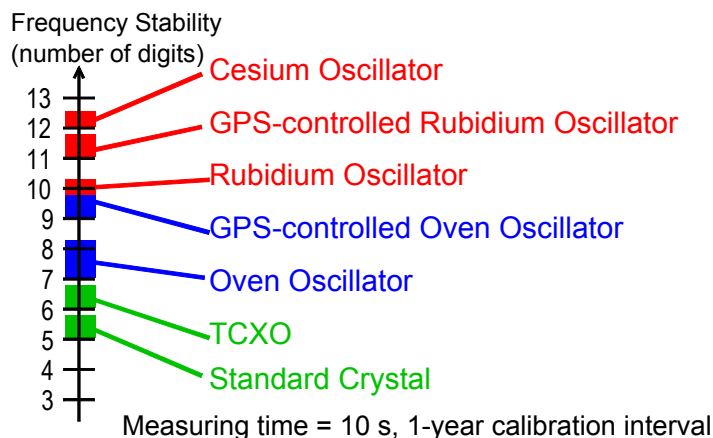 Frequency Stability
(number of digits)
Cesium Oscillator
13
12
GPS-controlled Rubidium Oscillator
11
Rubidium Oscillator
10
9
GPS-controlled Oven Oscillator
8
7
Oven Oscillator
6
TCXO
5
4
Standard Crystal
3
Measuring time = 10 s, 1-year calibration interval